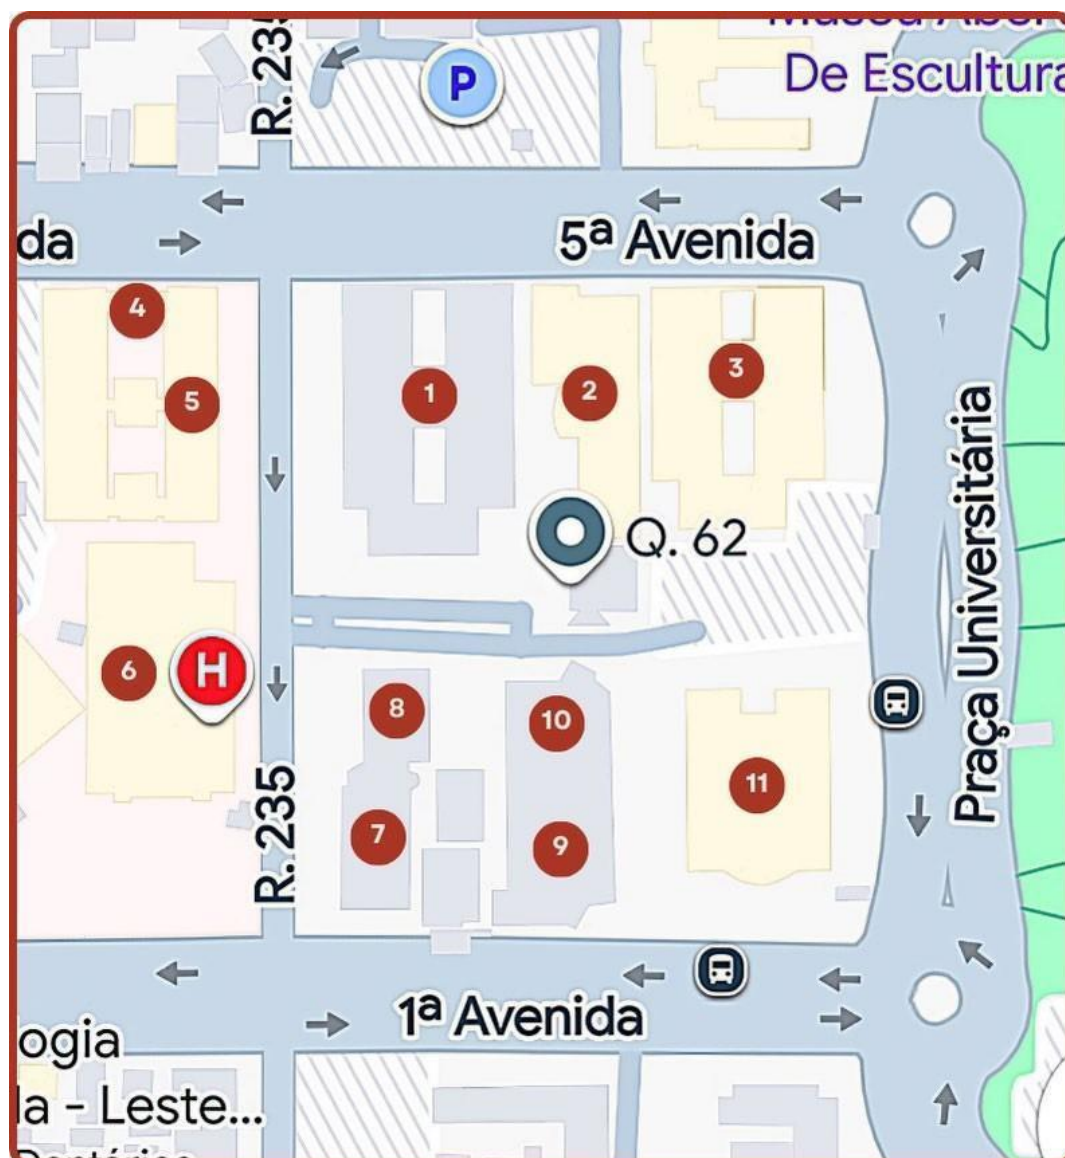 R. 235
P
De Escultura
da
5ª Avenida
4
5
1
2
3
Q. 62
Praça Universitária
6
H
8
10
7
9
11
R. 235
1ª Avenida
ogia
la - Leste...